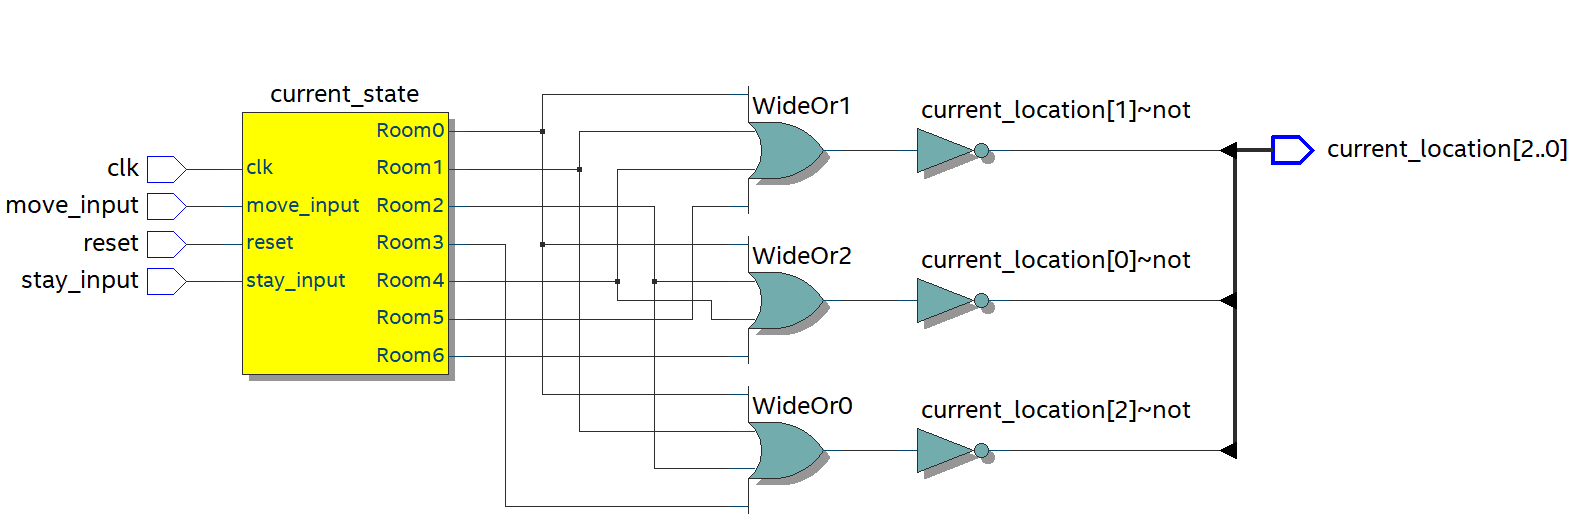 current_state
clk
move_input
reset
stay_input
clk
move_input
reset
stay_input
Room0
Room1
Room2
Room3
Room4
Room5
Room6
WideOr1
current_location[1]~not
current_location[2..0]
WideOr2
current_location[0]~not
WideOr0
current_location[2]~not